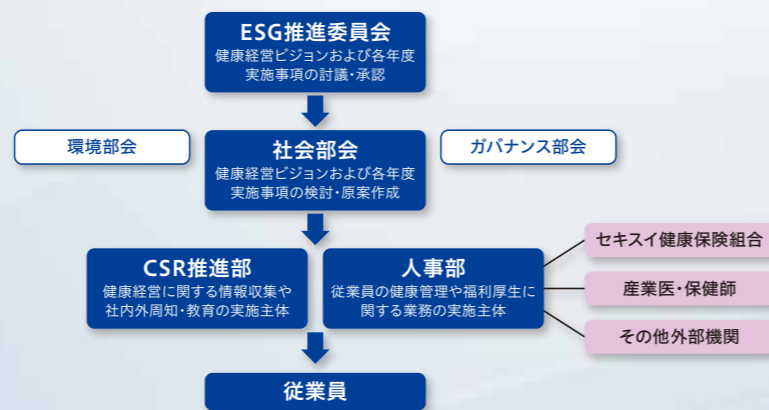 ESG推進委員会
健康経営ビジョンおよび各年度
実施事項の討議・承認
環境部会
社会部会
健康経営ビジョンおよび各年度
実施事項の検討・原案作成
ガバナンス部会
CSR推進部
健康経営に関する情報収集や
社内外周知・教育の実施主体
人事部
従業員の健康管理や福利厚生に
関する業務の実施主体
セキスイ健康保険組合
産業医・保健師
その他外部機関
従業員